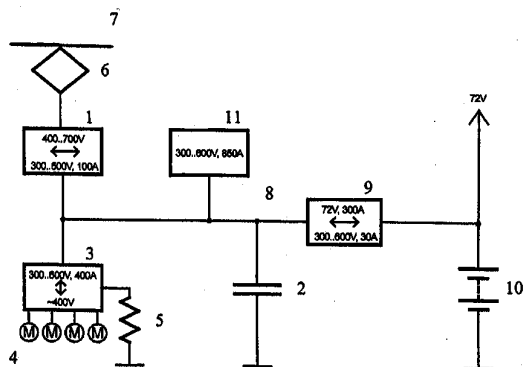 7
6
1
400..700V
300..600V, 100A
11
300..600V, 850A
8
9
72V, 300A
300..600V, 30A
72V
3
300..600V, 400A
~400V
M M M M
4
5
2
10